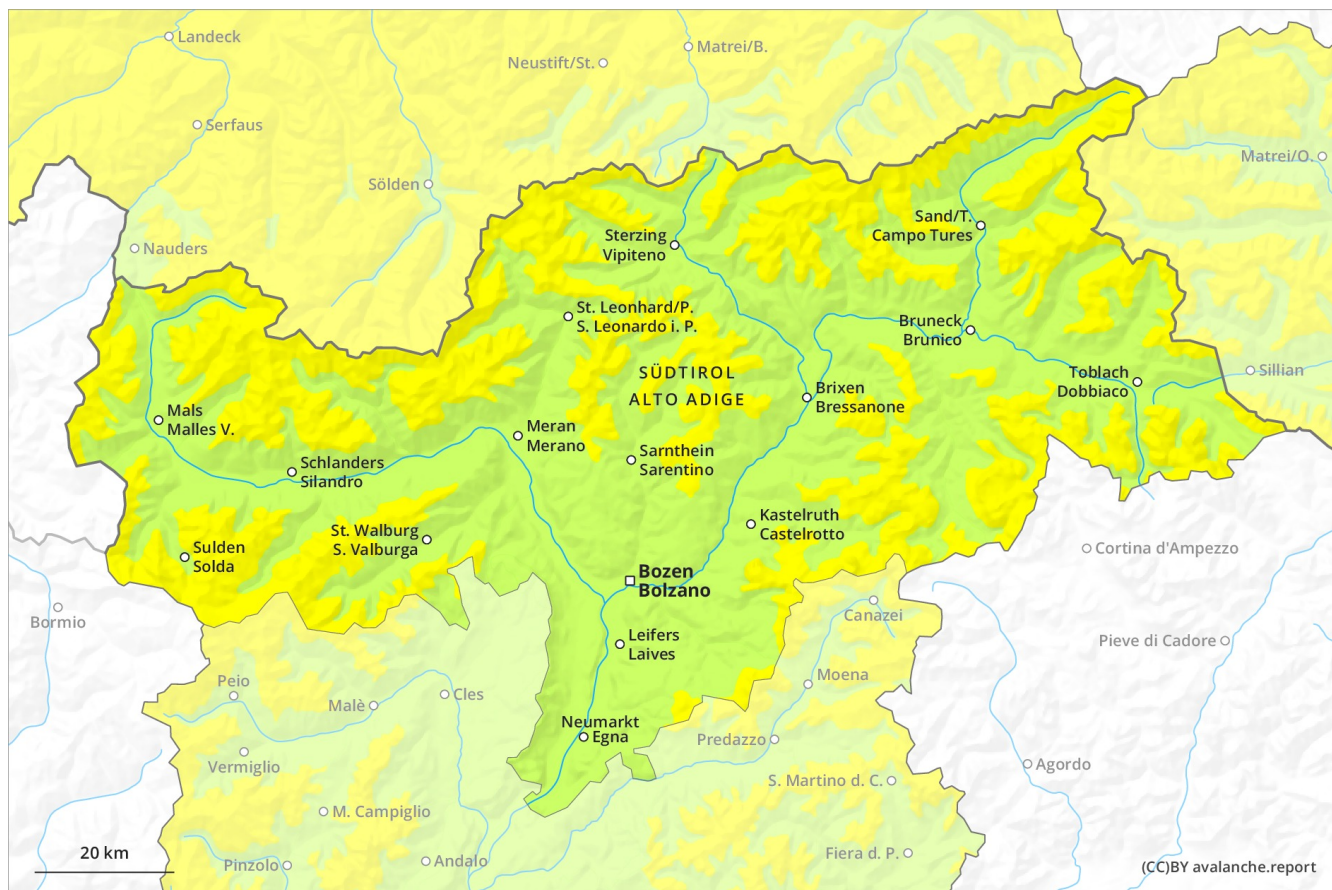 Landeck
Matrei/B.
Neustift/St.
Serfaus
Matrei/O.
Sölden
Sand/T.
Campo Tures
Sterzing
Vipiteno
Nauders
St. Leonhard/P.
S. Leonardo i. P.
Bruneck
Brunico
SÜDTIROL
ALTO ADIGE
Toblach
Dobbiaco
Sillian
Brixen
Bressanone
Mals
Malles V.
Meran
Merano
Schlanders
Silandro
Sarnthein
Sarentino
Kastelruth
Castelrotto
St. Walburg
S. Valburga
Sulden
Solda
Cortina d'Ampezzo
Bozen
Bolzano
Bormio
Canazei
Leifers
Laives
Pieve di Cadore
Peio
Moena
Malè
Cles
Neumarkt
Egna
Predazzo
Vermiglio
Agordo
S. Martino d. C.
M. Campiglio
20 km
Pinzolo
Andalo
Fiera d. P.
(CC)BY avalanche.report